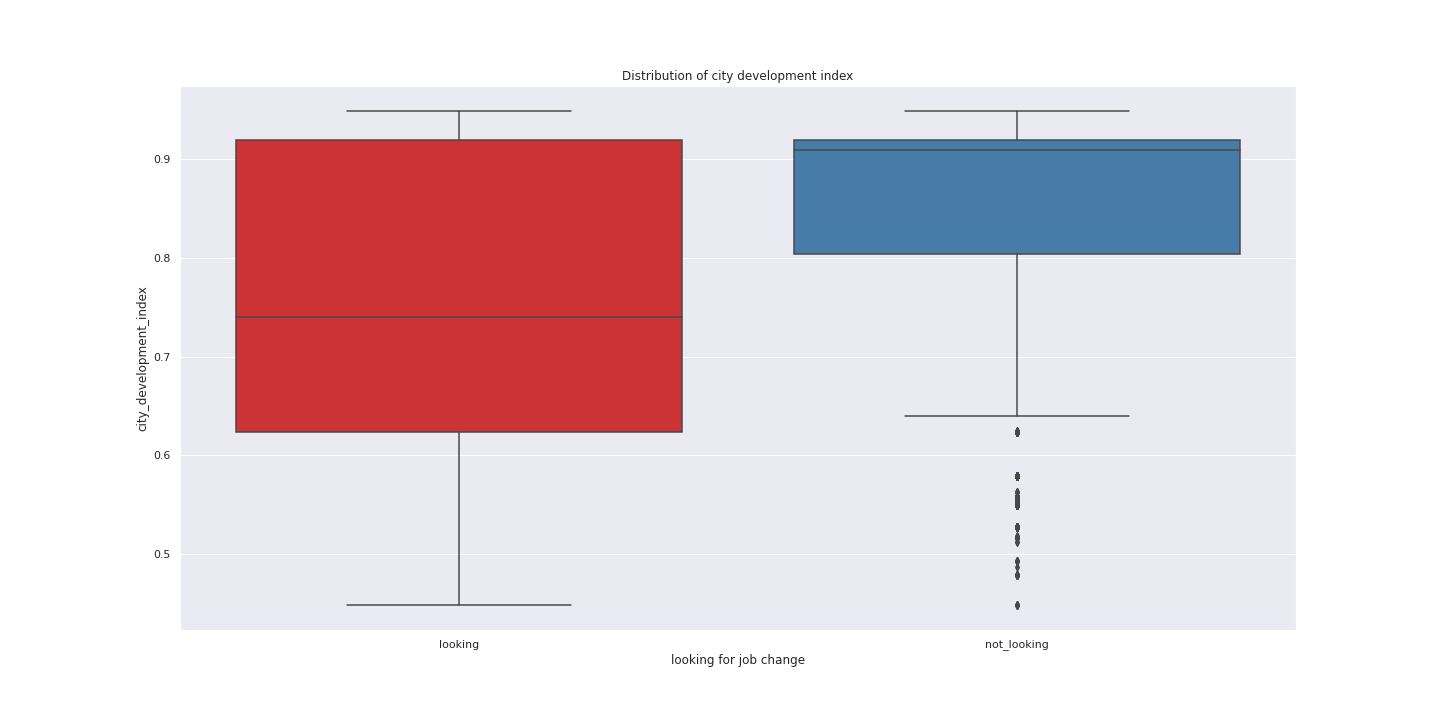 Distribution of city development index
city_development_index
0.9
0.8
0.7
0.6
0.5
looking
not_looking
looking for job change